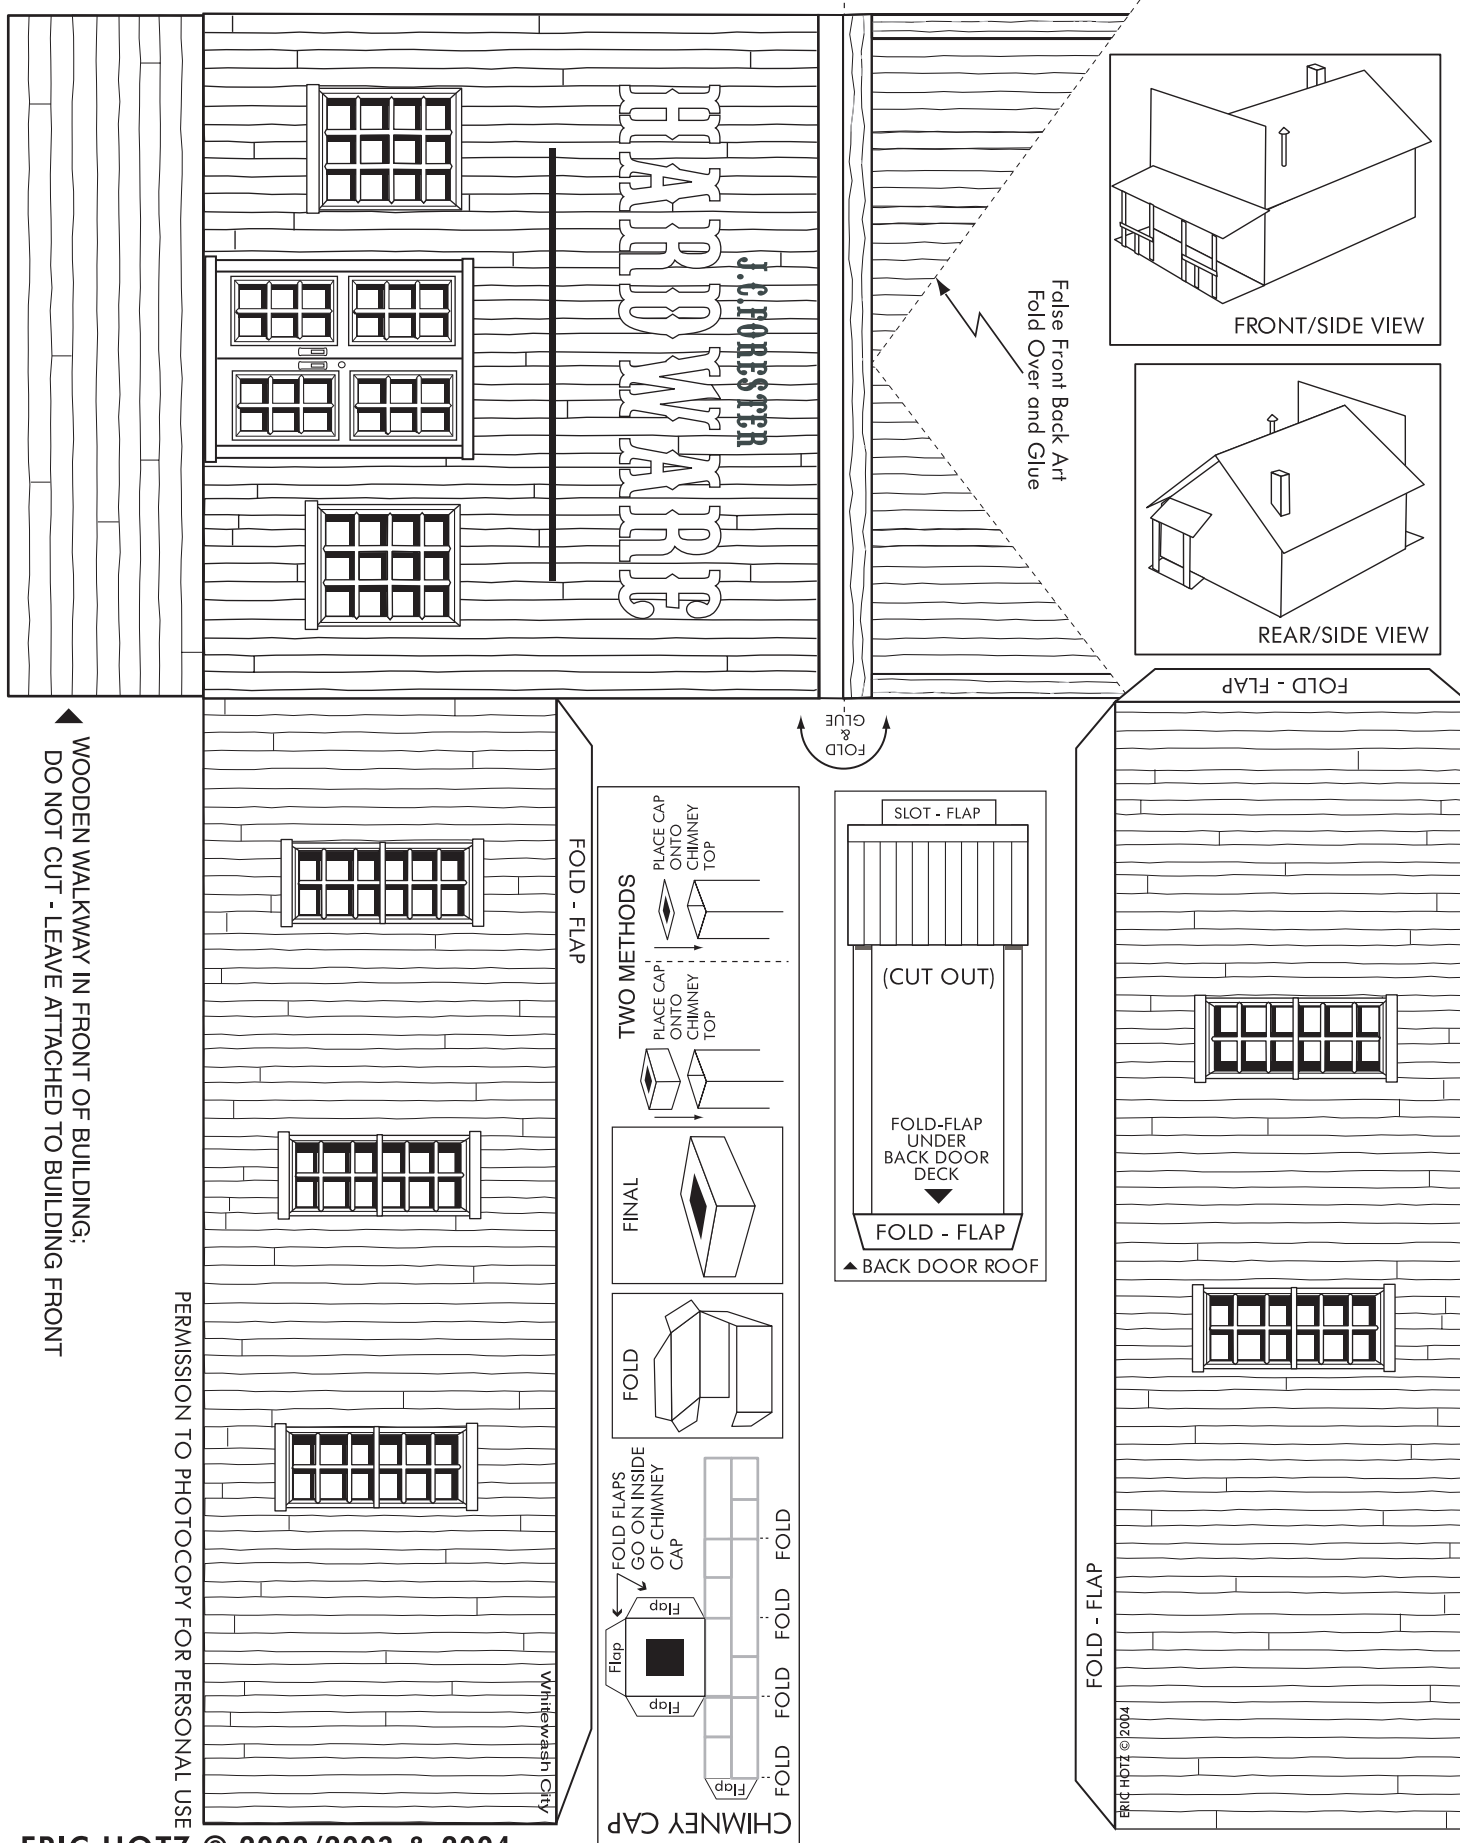 J.C.FORESTER
HARDWARE
False Front Back Art
Fold Over and Glue
FRONT/SIDE VIEW
REAR/SIDE VIEW
FOLD - FLAP
FOLD
&
GLUE
WOODEN WALKWAY IN FRONT OF BUILDING;
DO NOT CUT - LEAVE ATTACHED TO BUILDING FRONT
FOLD - FLAP
TWO METHODS
PLACE CAP
ONTO
CHIMNEY
TOP
PLACE CAP
ONTO
CHIMNEY
TOP
FINAL
FOLD
FOLD FLAPS
GO ON INSIDE
OF CHIMNEY
CAP
Flap
Flap
Flap
Flap
FOLD
FOLD
FOLD
FOLD
CHIMNEY CAP
SLOT - FLAP
(CUT OUT)
FOLD-FLAP
UNDER
BACK DOOR
DECK
FOLD - FLAP
BACK DOOR ROOF
FOLD - FLAP
ERIC HOTZ © 2004
Whitewash City
PERMISSION TO PHOTOCOPY FOR PERSONAL USE
ERIC HOTZ © 2000/2003 & 2004